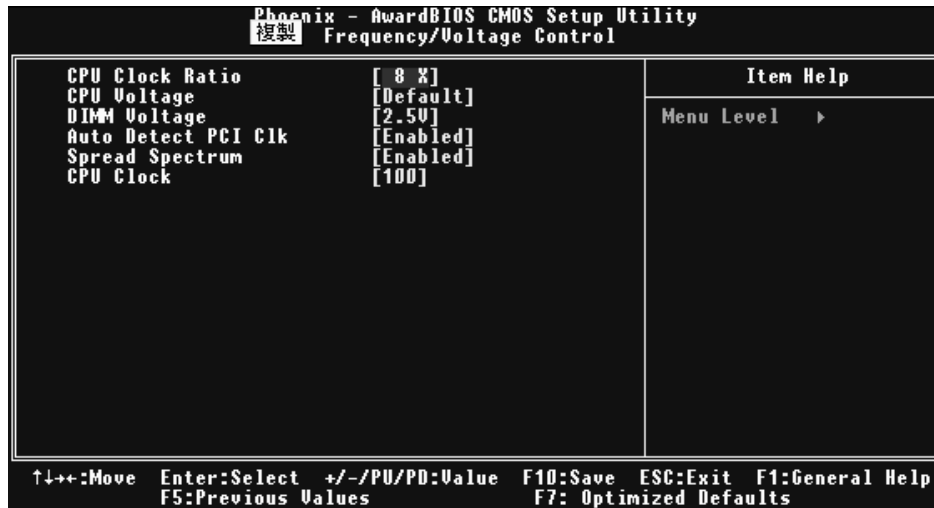 Phoenix - AwardBIOS CMOS Setup Utility
複製 Frequency/Voltage Control
CPU Clock Ratio [ 8 X]
CPU Voltage [Default]
DIMM Voltage [2.5V]
Auto Detect PCI Clk [Enabled]
Spread Spectrum [Enabled]
CPU Clock [100]
Item Help
Menu Level ▸
↑↓→←:Move Enter:Select +/-/PU/PD:Value F10:Save ESC:Exit F1:General Help
F5:Previous Values F7: Optimized Defaults